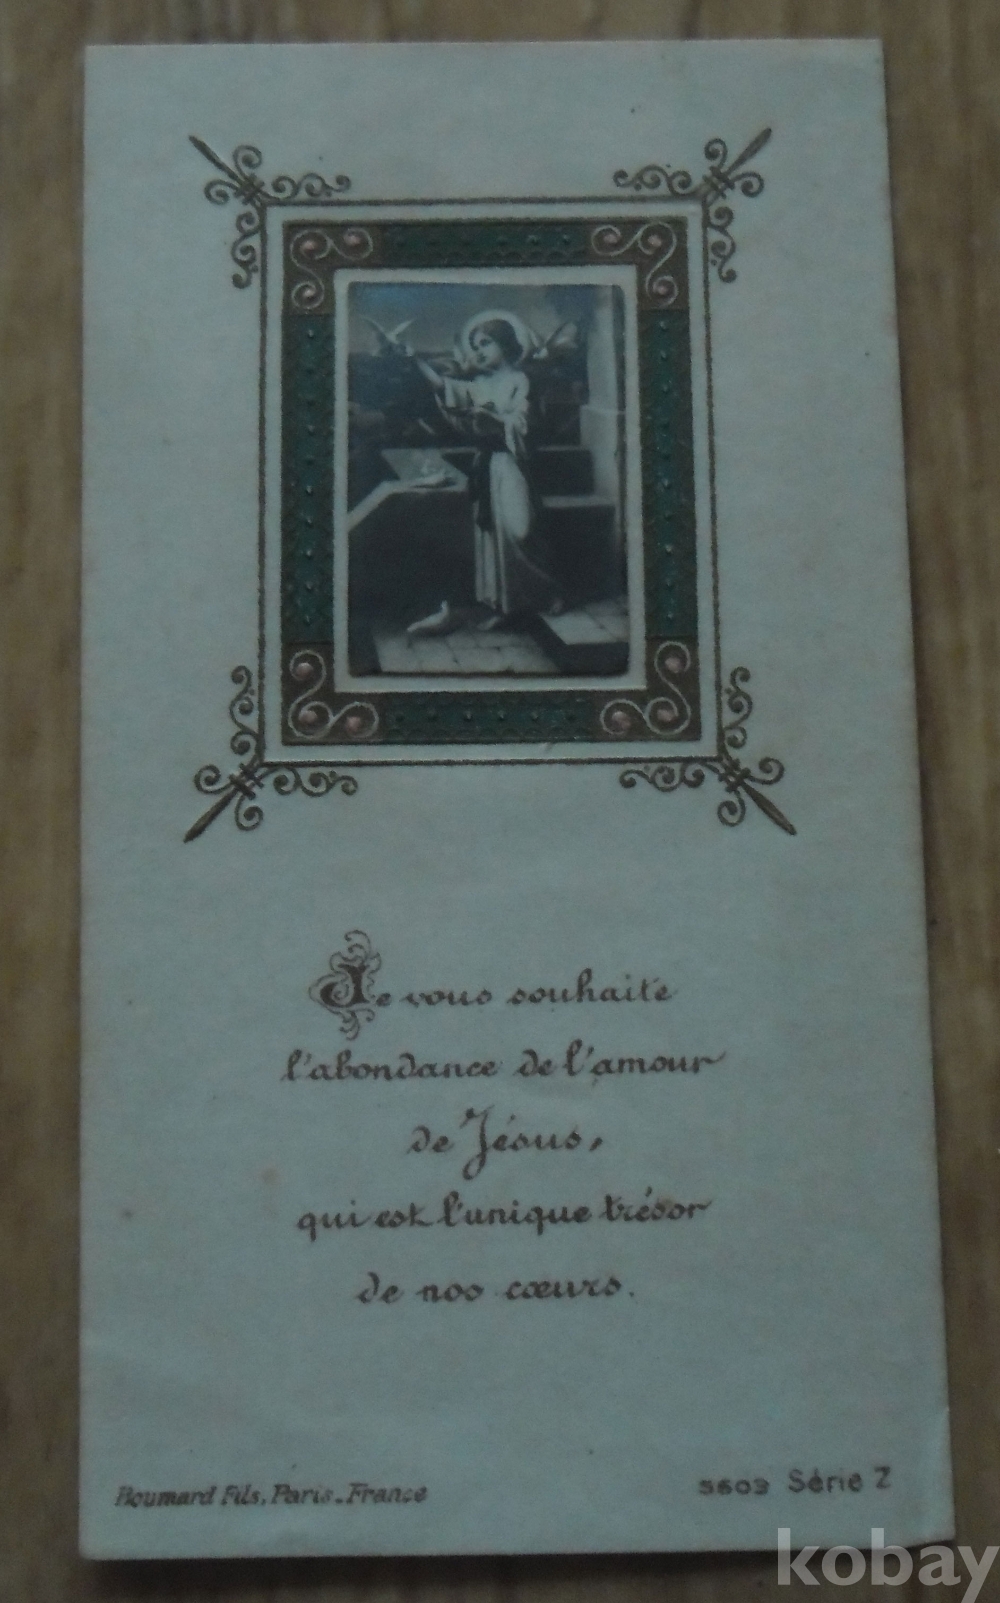 Je vous souhaite
l'abondance de l'amour
de Jésus,
qui est l'unique trésor
de nos cœurs.
Boumard Fils, Paris. France
5603 Série Z
kobay